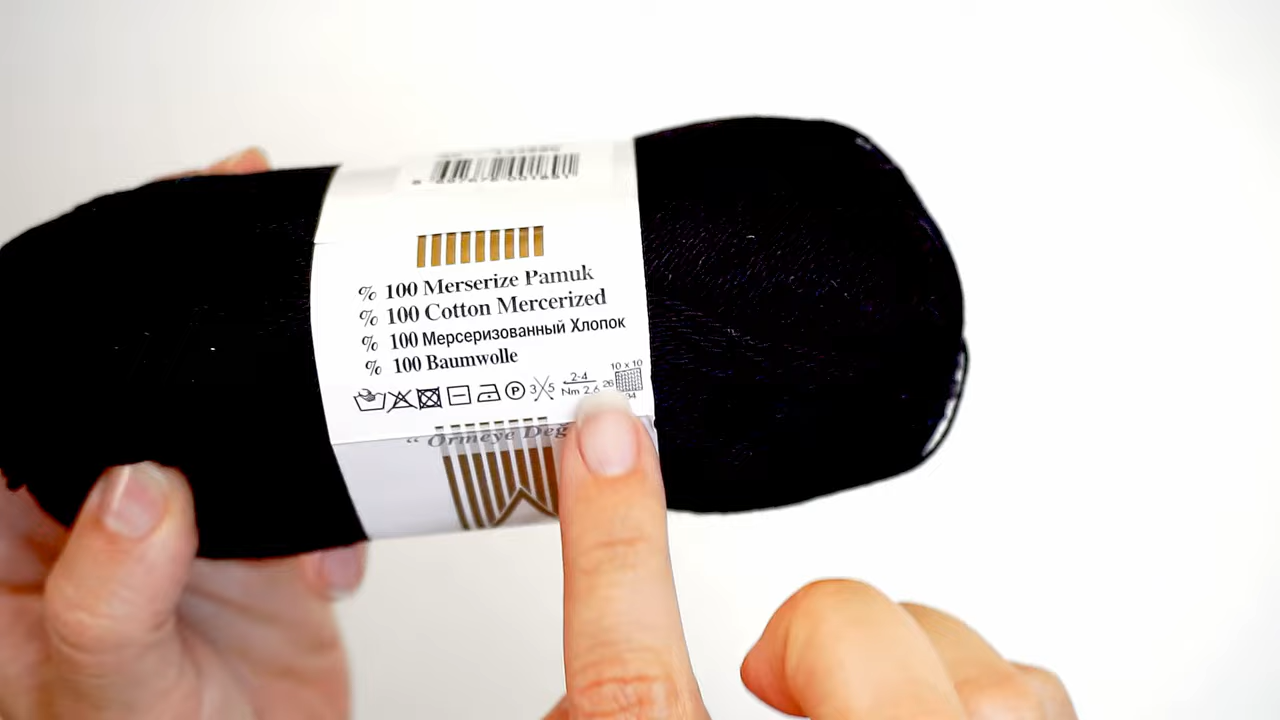 % 100 Merserize Pamuk
% 100 Cotton Mercerized
% 100 Мерсеризованный Хлопок
% 100 Baumwolle
P 3 5 2-4 Nm 2.6 26 10 x 10 34
“ Örmeye Değ